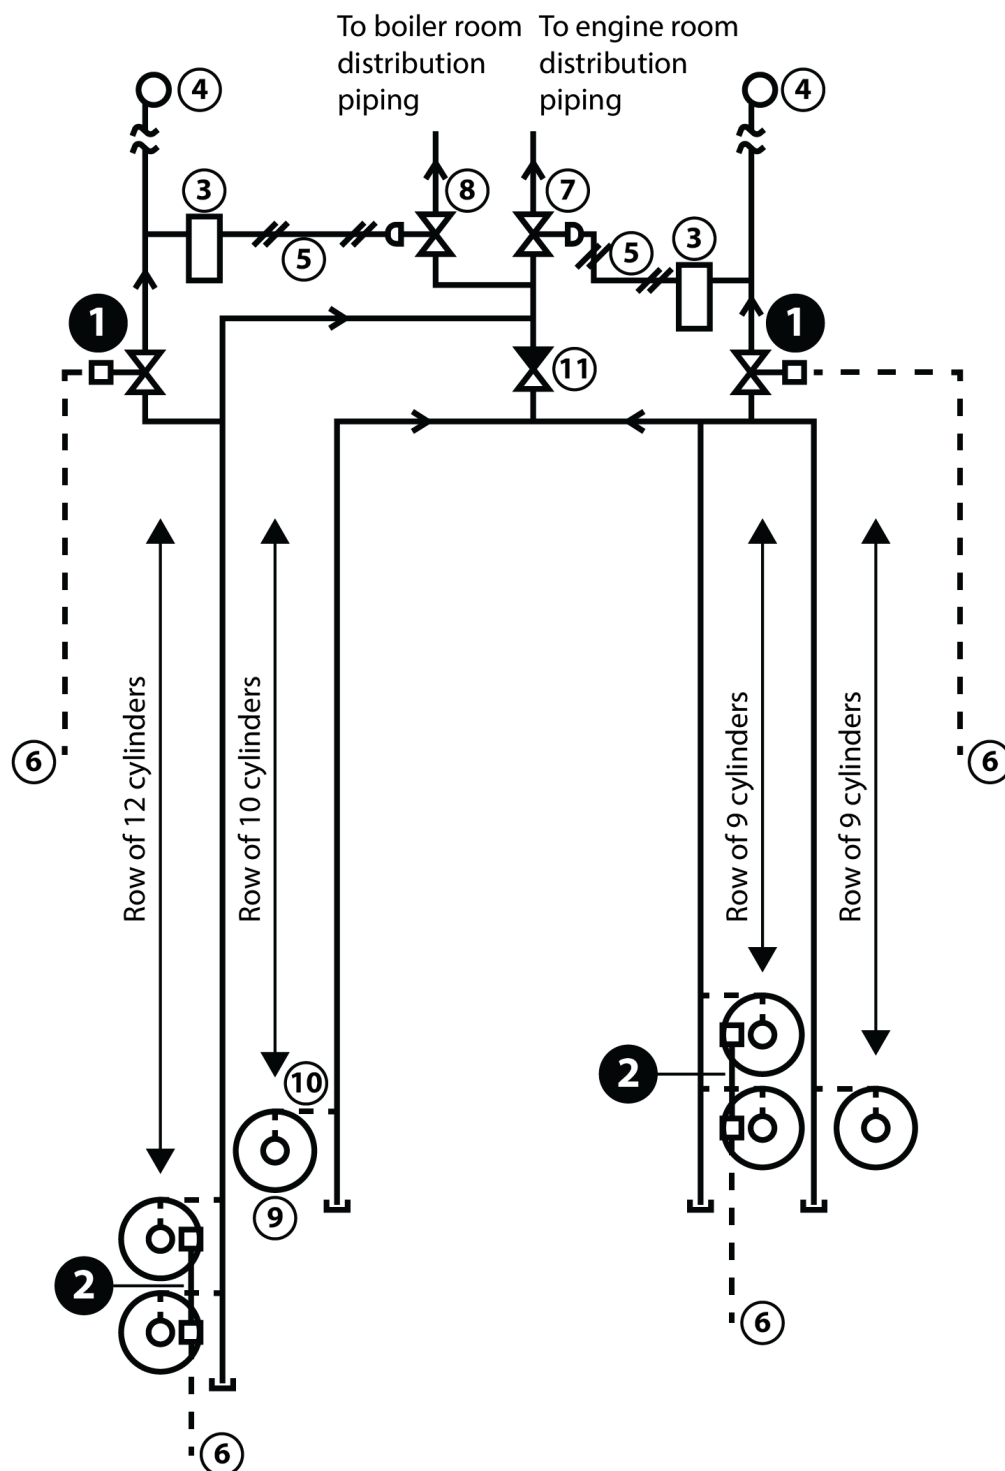 To boiler room
distribution
piping
To engine room
distribution
piping
4
4
3
8
7
5
5
3
1
1
11
6
Row of 12 cylinders
Row of 10 cylinders
Row of 9 cylinders
Row of 9 cylinders
6
2
10
9
2
6
6